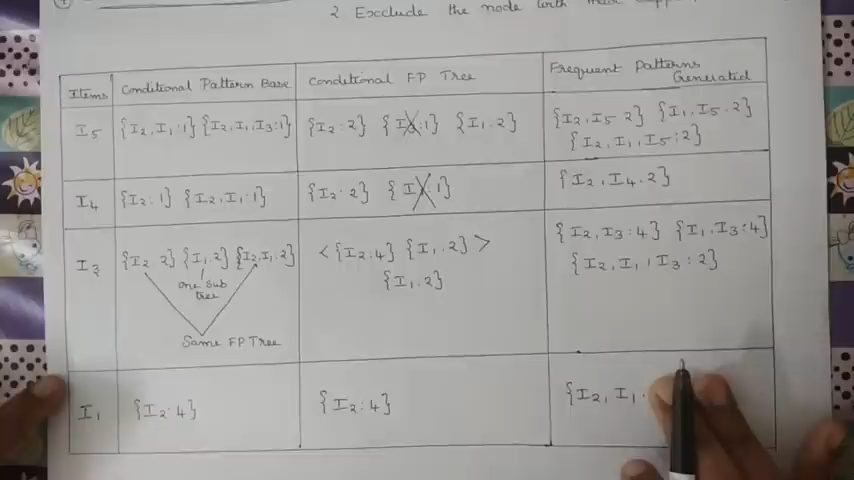 2 Exclude the node with
Items
Conditional Pattern Base
Conditional FP Tree
Frequent Patterns
Generated
I5
{I2, I1 : 1} {I2, I1, I3 : 1}
{I2 : 2} {I3 : 1} {I1 . 2}
{I2, I5 . 2} {I1, I5 . 2}
{I2, I1, I5 : 2}
I4
{I2 : 1} {I2, I1 : 1}
{I2 . 2} {I1 : 1}
{I2, I4 . 2}
I3
{I2 2} {I1 . 2} {I2, I1 . 2}
one sub
tree
Same FP Tree
< {I2 . 4} {I1 . 2} >
{I1 . 2}
{I2, I3 : 4} {I1, I3 : 4}
{I2, I1, I3 : 2}
I1
{I2 : 4}
{I2 : 4}
{I2, I1 .